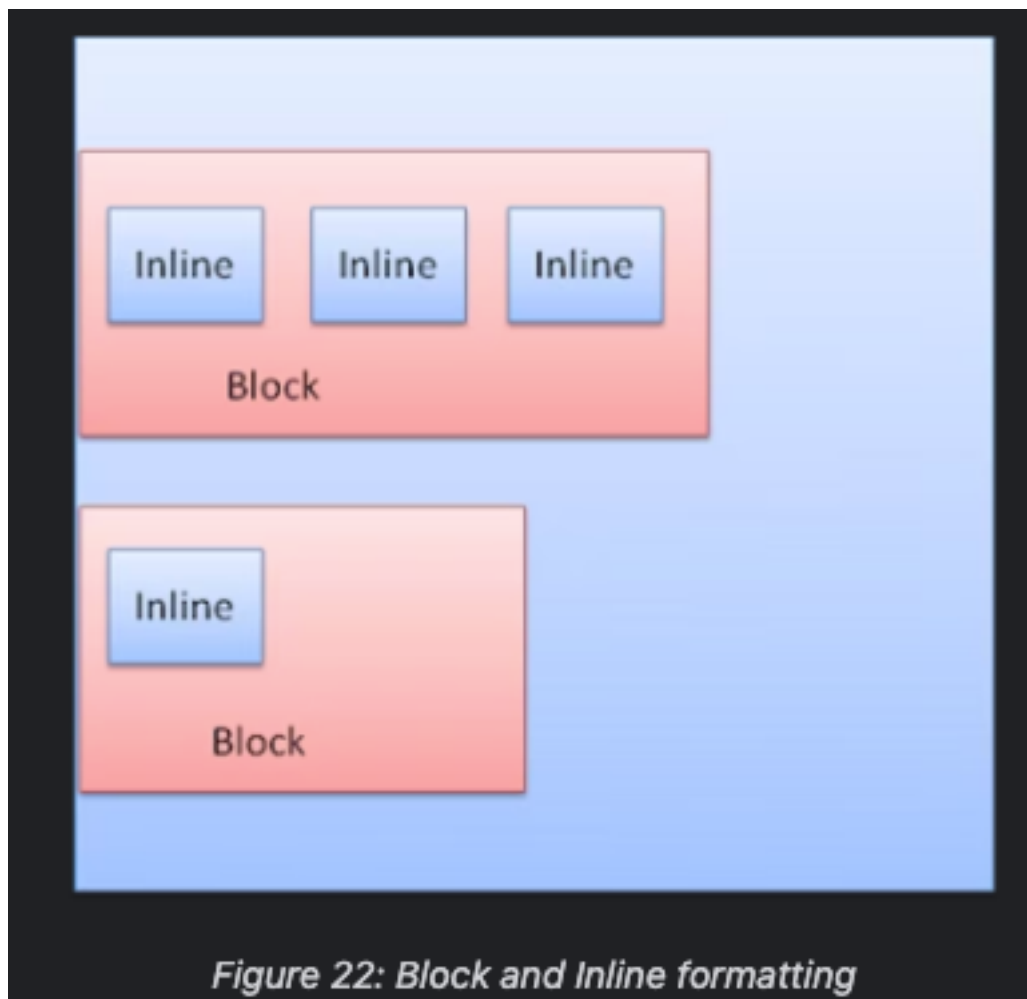 Inline Inline Inline
Block
Inline
Block
Figure 22: Block and Inline formatting